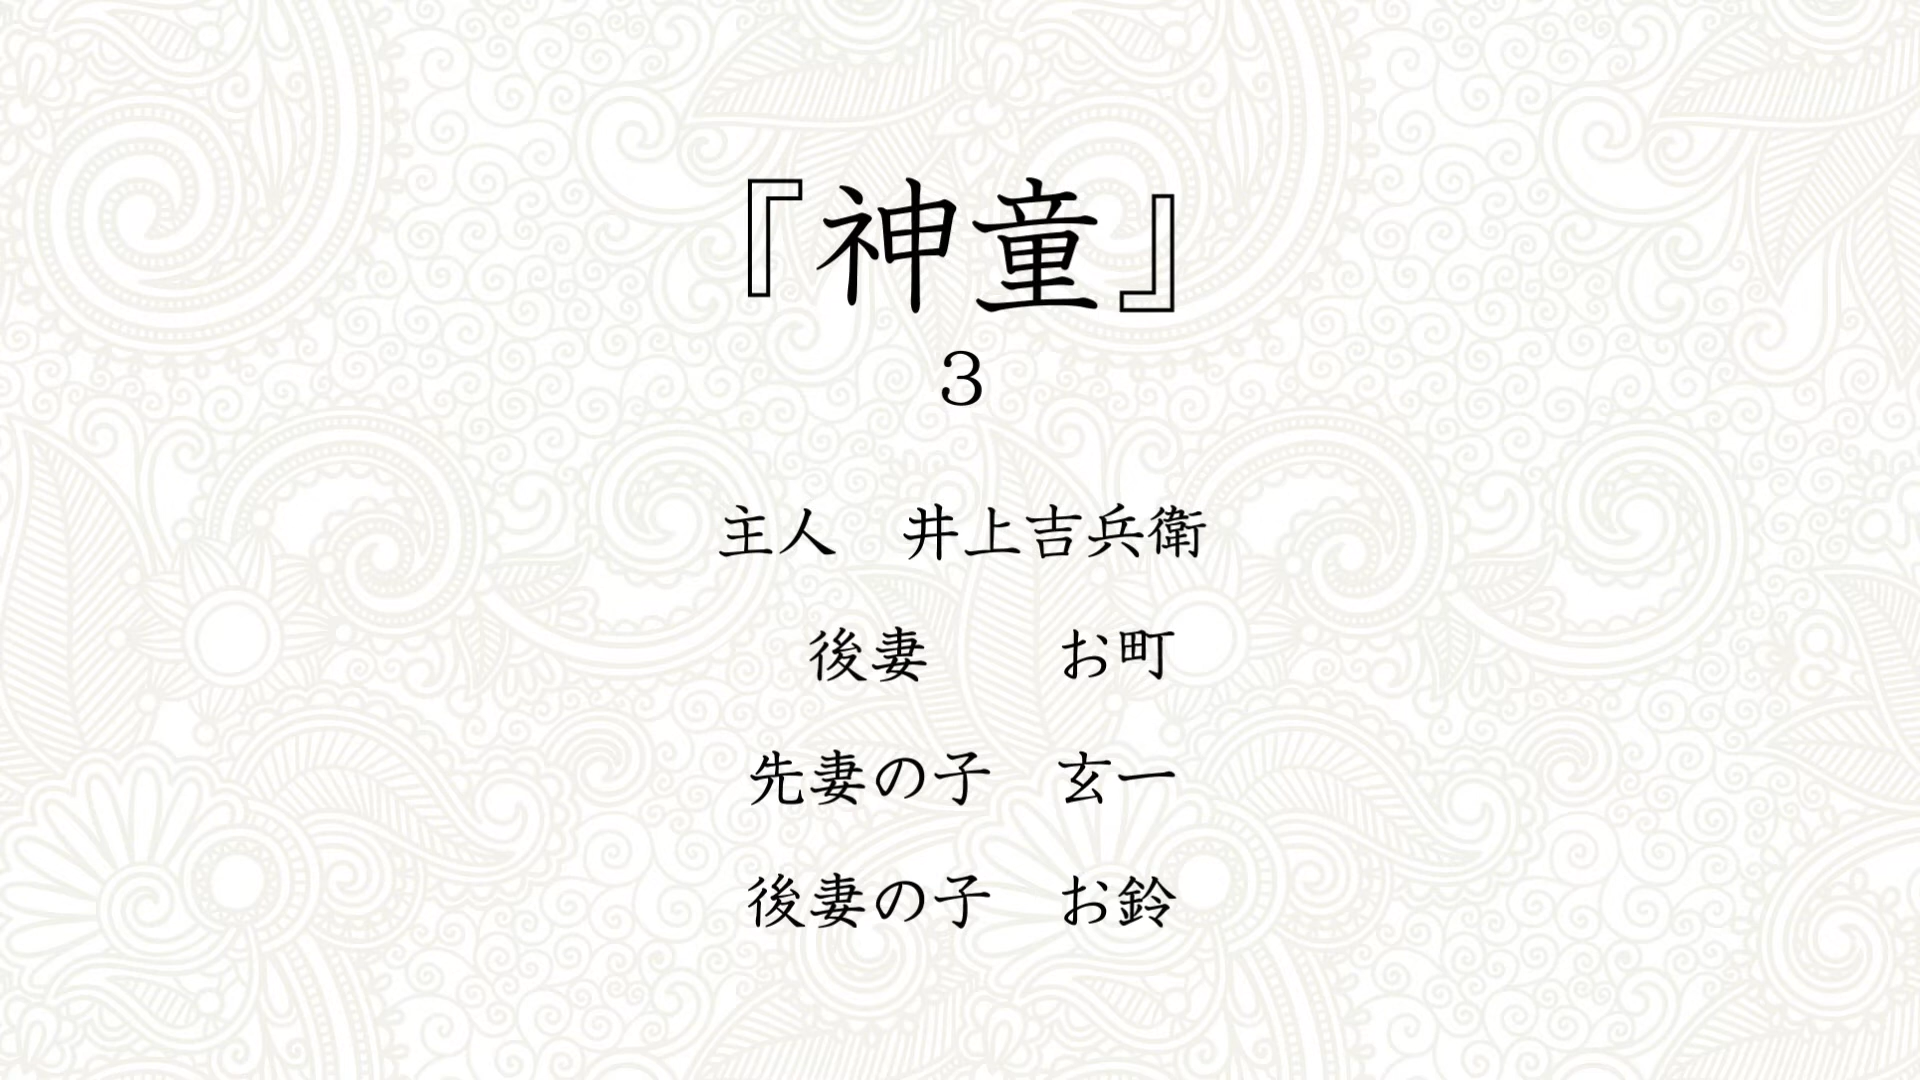 『神童』
３
主人　井上吉兵衛
後妻　　お町
先妻の子　玄一
後妻の子　お鈴